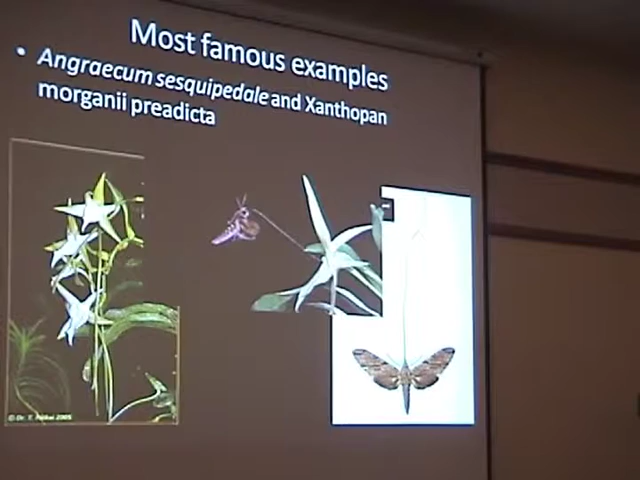 Most famous examples
• Angraecum sesquipedale and Xanthopan
morganii preadicta